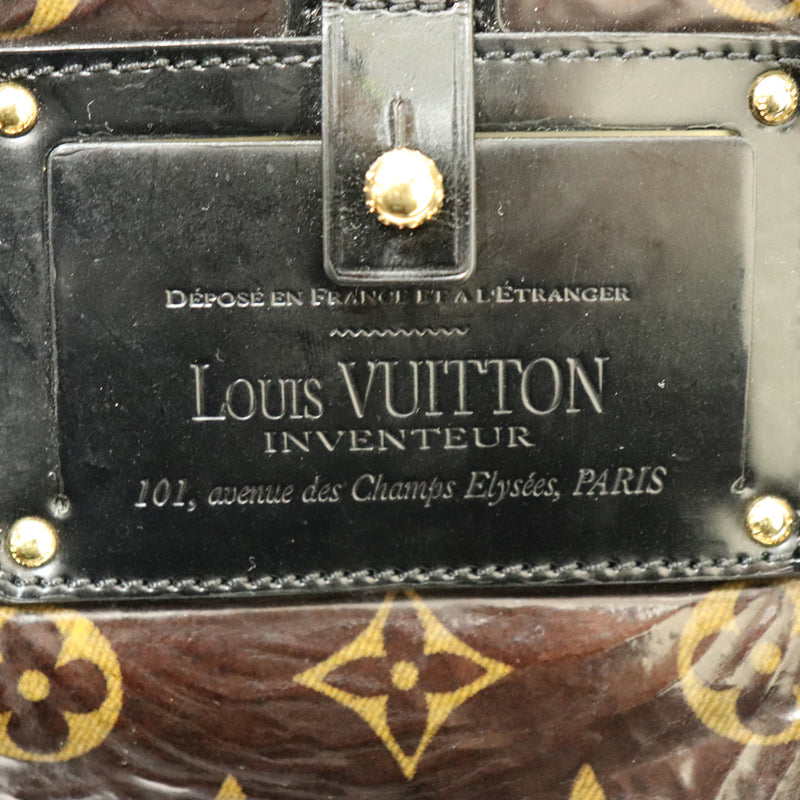 DÉPOSÉ EN FRANCE ET A L'ÉTRANGER
LOUIS VUITTON
INVENTEUR
101, avenue des Champs Elysées, PARIS